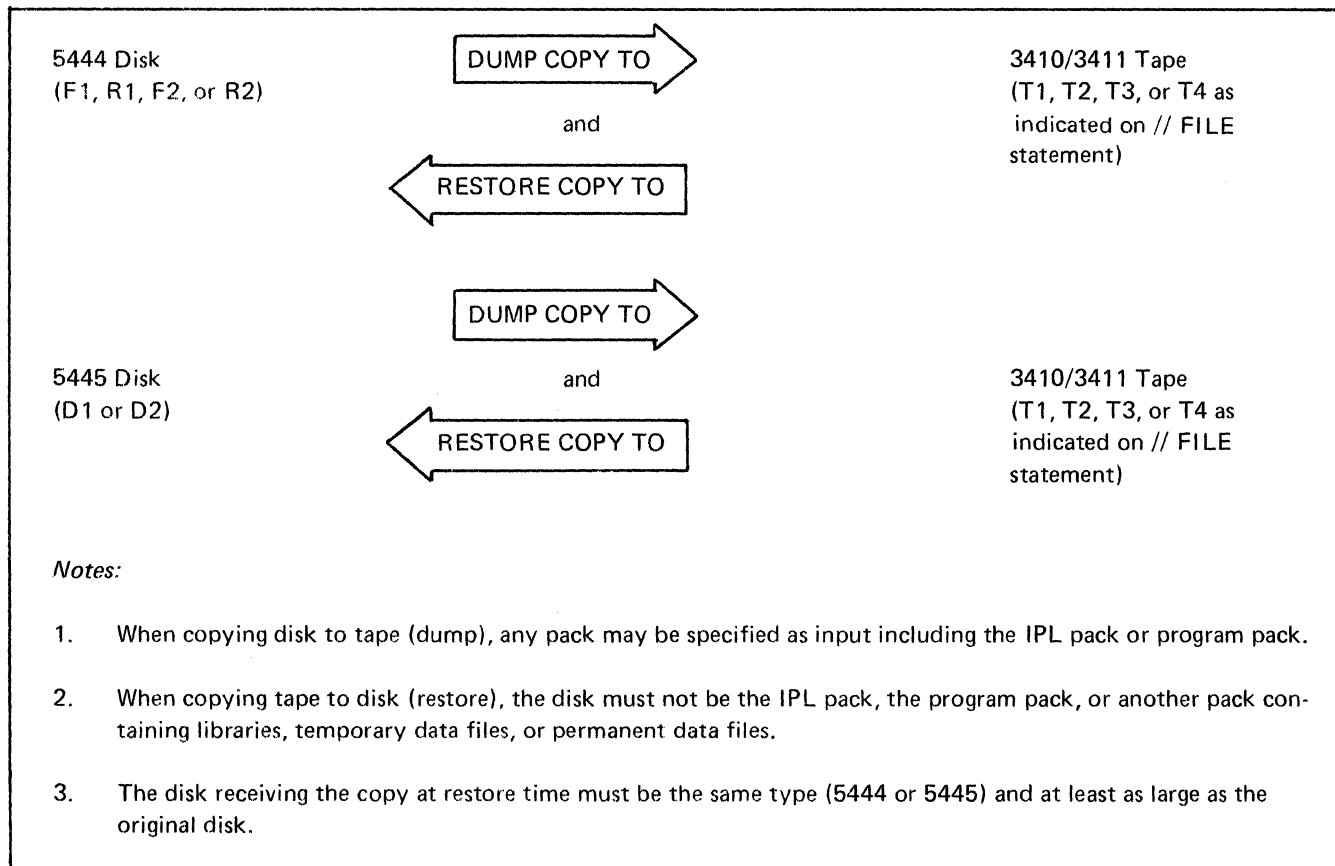 5444 Disk
(F1, R1, F2, or R2)
DUMP COPY TO
and
RESTORE COPY TO
3410/3411 Tape
(T1, T2, T3, or T4 as
indicated on // FILE
statement)
5445 Disk
(D1 or D2)
DUMP COPY TO
and
RESTORE COPY TO
3410/3411 Tape
(T1, T2, T3, or T4 as
indicated on // FILE
statement)
Notes:
1. When copying disk to tape (dump), any pack may be specified as input including the IPL pack or program pack.
2. When copying tape to disk (restore), the disk must not be the IPL pack, the program pack, or another pack con-
taining libraries, temporary data files, or permanent data files.
3. The disk receiving the copy at restore time must be the same type (5444 or 5445) and at least as large as the
original disk.